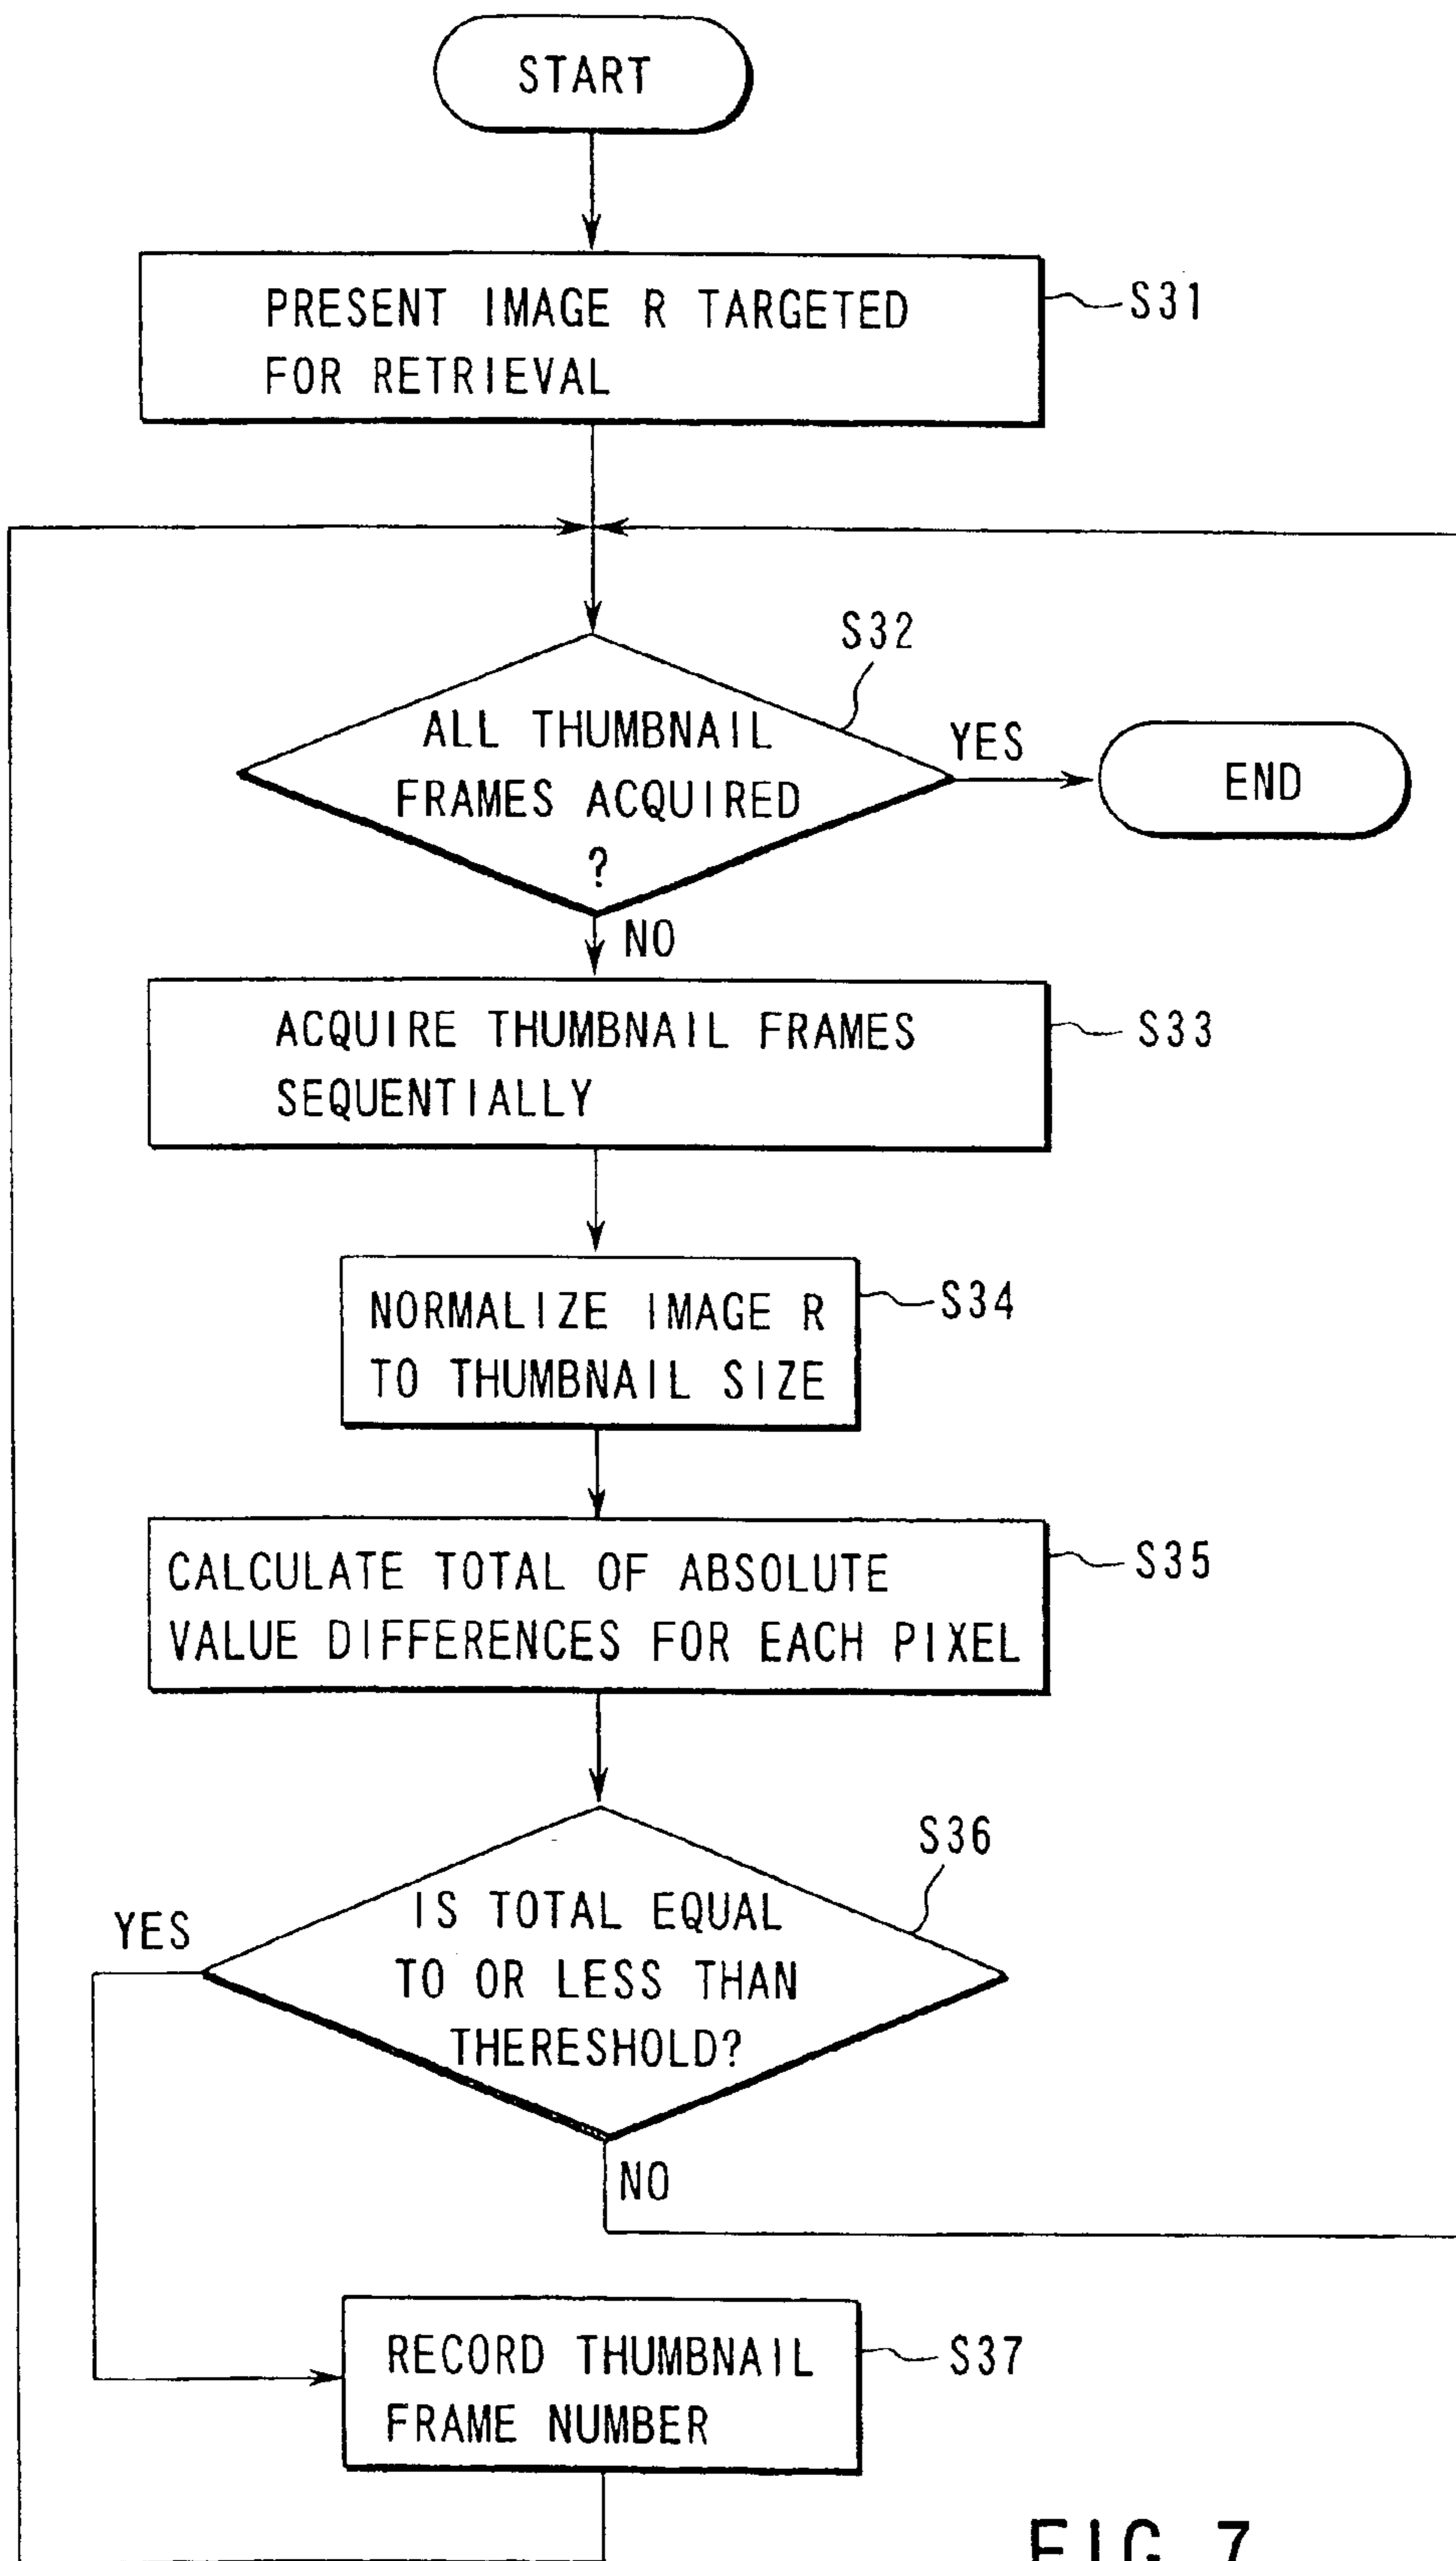 START
PRESENT IMAGE R TARGETED
FOR RETRIEVAL
S31
S32
ALL THUMBNAIL
FRAMES ACQUIRED
?
YES
END
NO
ACQUIRE THUMBNAIL FRAMES
SEQUENTIALLY
S33
NORMALIZE IMAGE R
TO THUMBNAIL SIZE
S34
CALCULATE TOTAL OF ABSOLUTE
VALUE DIFFERENCES FOR EACH PIXEL
S35
S36
IS TOTAL EQUAL
TO OR LESS THAN
THERESHOLD?
YES
NO
RECORD THUMBNAIL
FRAME NUMBER
S37
FIG. 7